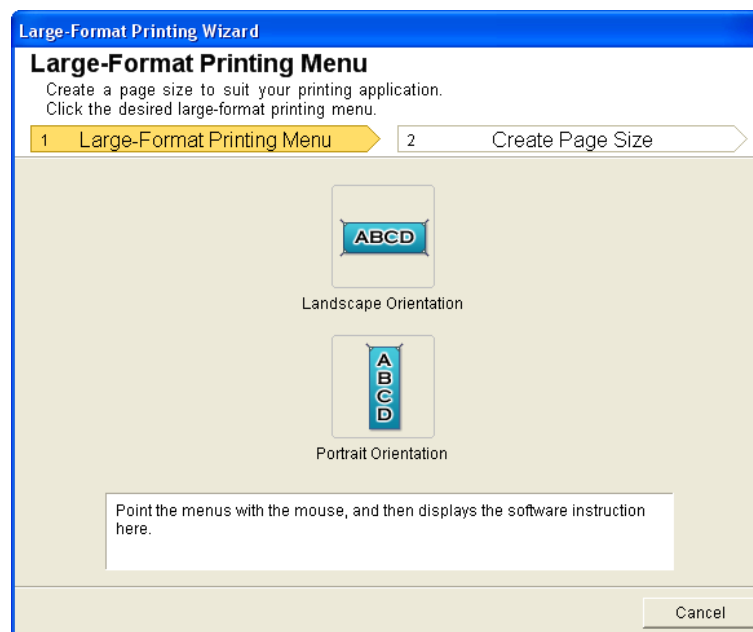 Large-Format Printing Wizard
Large-Format Printing Menu
Create a page size to suit your printing application.
Click the desired large-format printing menu.
1 Large-Format Printing Menu 2 Create Page Size
ABCD
Landscape Orientation
A
B
C
D
Portrait Orientation
Point the menus with the mouse, and then displays the software instruction
here.
Cancel